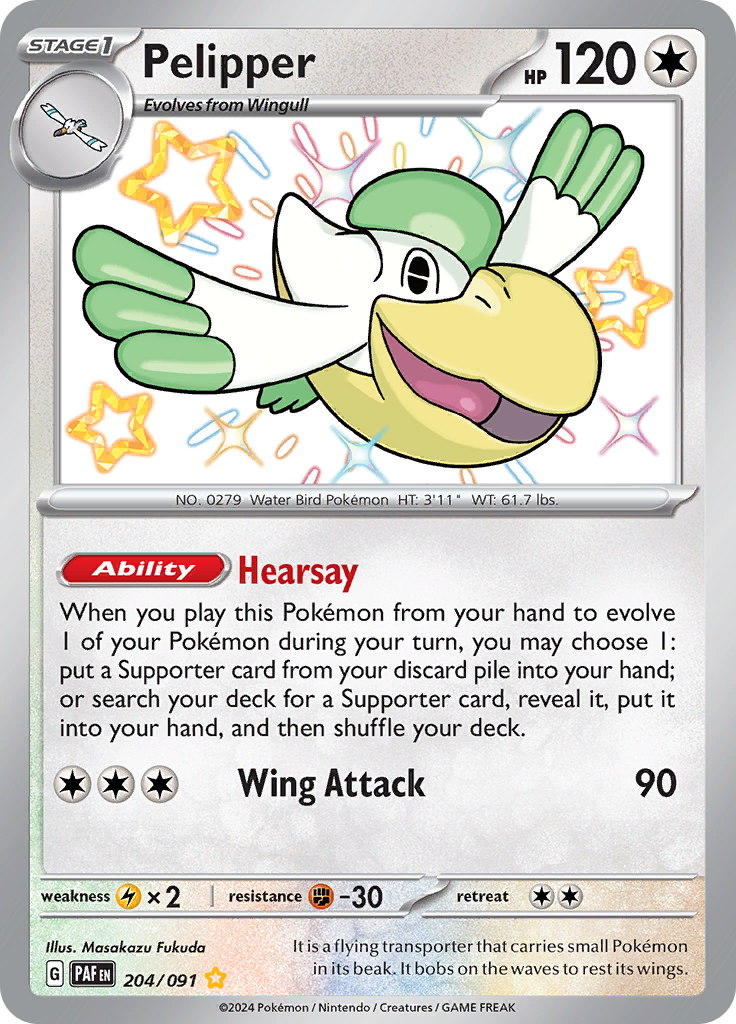 STAGE1
Pelipper
HP 120
Evolves from Wingull
NO. 0279 Water Bird Pokémon HT: 3'11" WT: 61.7 lbs.
Ability Hearsay
When you play this Pokémon from your hand to evolve
1 of your Pokémon during your turn, you may choose 1:
put a Supporter card from your discard pile into your hand;
or search your deck for a Supporter card, reveal it, put it
into your hand, and then shuffle your deck.
Wing Attack 90
weakness ×2 resistance -30 retreat
Illus. Masakazu Fukuda
It is a flying transporter that carries small Pokémon
in its beak. It bobs on the waves to rest its wings.
G PAF EN 204/091
©2024 Pokémon / Nintendo / Creatures / GAME FREAK